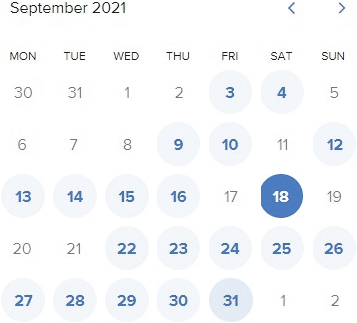 September 2021
MON TUE WED THU FRI SAT SUN
30 31 1 2 3 4 5
6 7 8 9 10 11 12
13 14 15 16 17 18 19
20 21 22 23 24 25 26
27 28 29 30 31 1 2